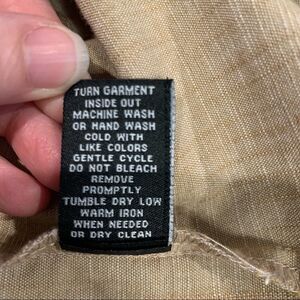 TURN GARMENT
INSIDE OUT
MACHINE WASH
OR HAND WASH
COLD WITH
LIKE COLORS
GENTLE CYCLE
DO NOT BLEACH
REMOVE
PROMPTLY
TUMBLE DRY LOW
WARM IRON
WHEN NEEDED
OR DRY CLEAN